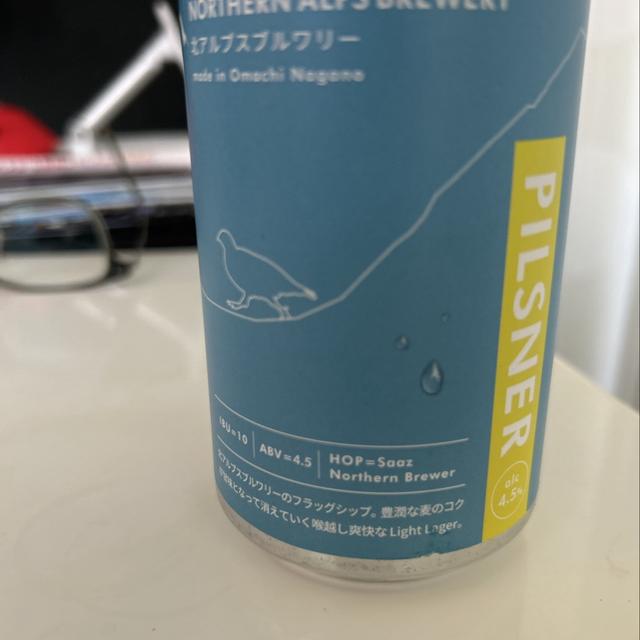 NORTHERN ALPS BREWERY
北アルプスブルワリー
made in Omachi Nagano
PILSNER
alc
4.5%
IBU=10
ABV=4.5
HOP=Saaz
Northern Brewer
北アルプスブルワリーのフラッグシップ。豊潤な麦のコク
が旨味となって消えていく喉越し爽快なLight Lager。